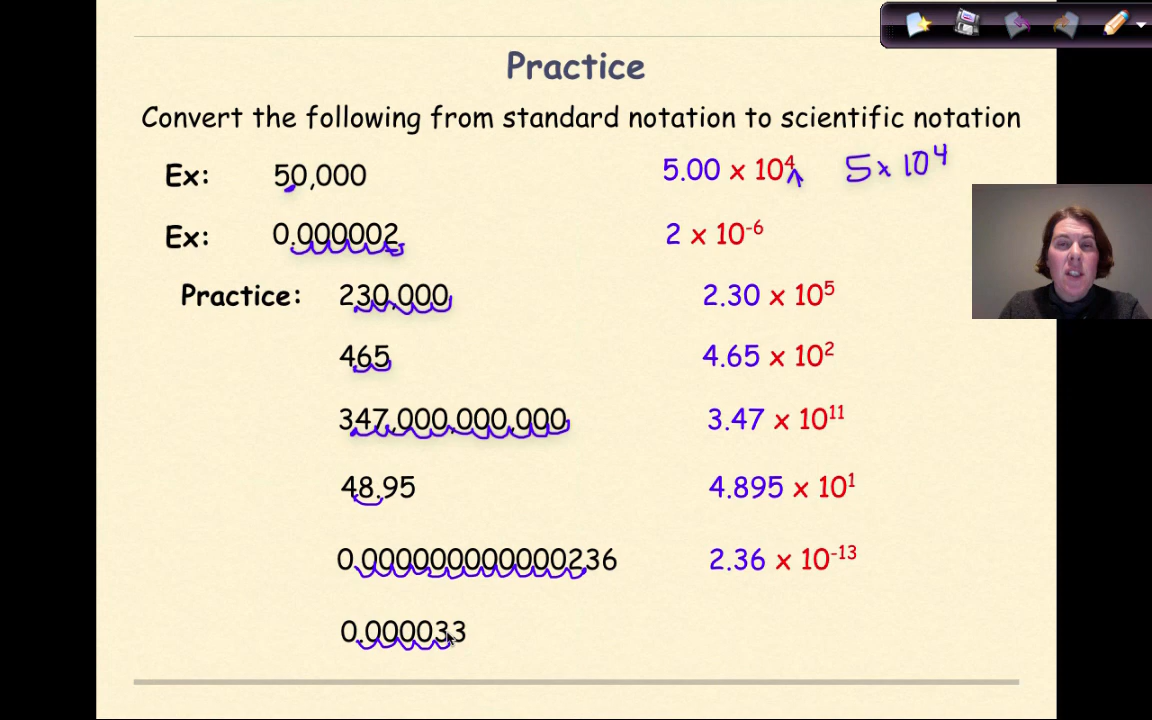 Practice
Convert the following from standard notation to scientific notation
Ex: 50,000 5.00 x 10⁴ 5 x 10⁴
Ex: 0.000002 2 x 10⁻⁶
Practice: 230,000 2.30 x 10⁵
465 4.65 x 10²
347,000,000,000 3.47 x 10¹¹
48.95 4.895 x 10¹
0.000000000000236 2.36 x 10⁻¹³
0.000033